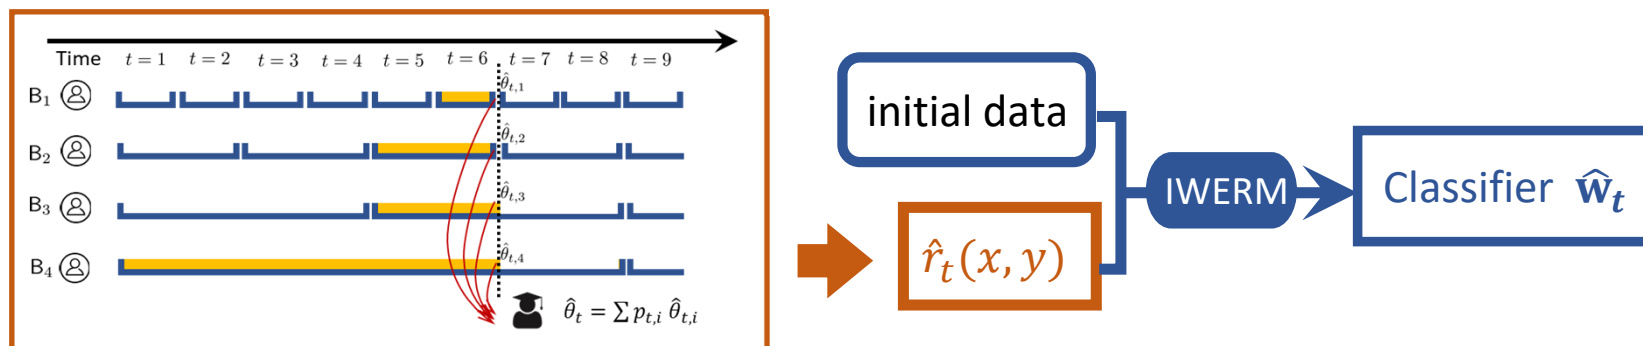 Time t = 1 t = 2 t = 3 t = 4 t = 5 t = 6 t = 7 t = 8 t = 9
B₁ θ̂ₜ,₁
B₂ θ̂ₜ,₂
B₃ θ̂ₜ,₃
B₄ θ̂ₜ,₄
θ̂ₜ = ∑ pₜ,ᵢ θ̂ₜ,ᵢ
initial data
r̂ₜ(x, y)
IWERM
Classifier ŵₜ